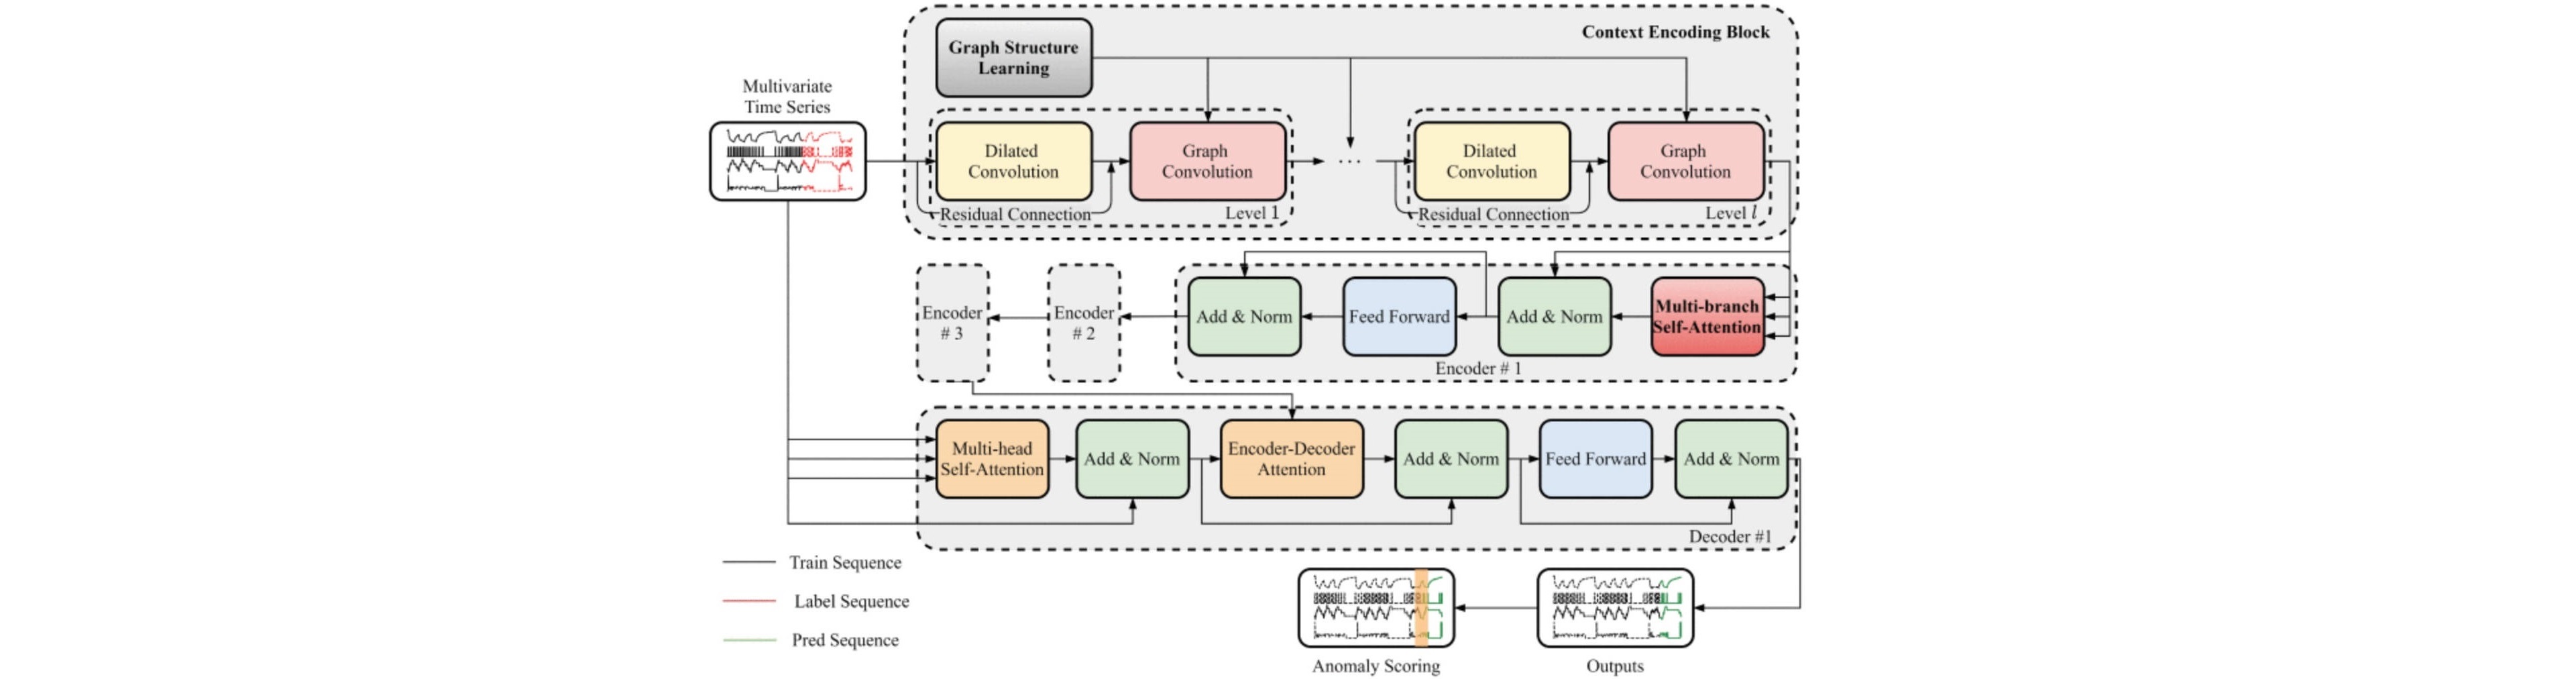 Context Encoding Block
Graph Structure
Learning
Multivariate
Time Series
Dilated
Convolution
Graph
Convolution
...
Dilated
Convolution
Graph
Convolution
Residual Connection
Level 1
Residual Connection
Level l
Encoder
# 3
Encoder
# 2
Add & Norm
Feed Forward
Add & Norm
Multi-branch
Self-Attention
Encoder # 1
Multi-head
Self-Attention
Add & Norm
Encoder-Decoder
Attention
Add & Norm
Feed Forward
Add & Norm
Decoder #1
Train Sequence
Label Sequence
Pred Sequence
Anomaly Scoring
Outputs